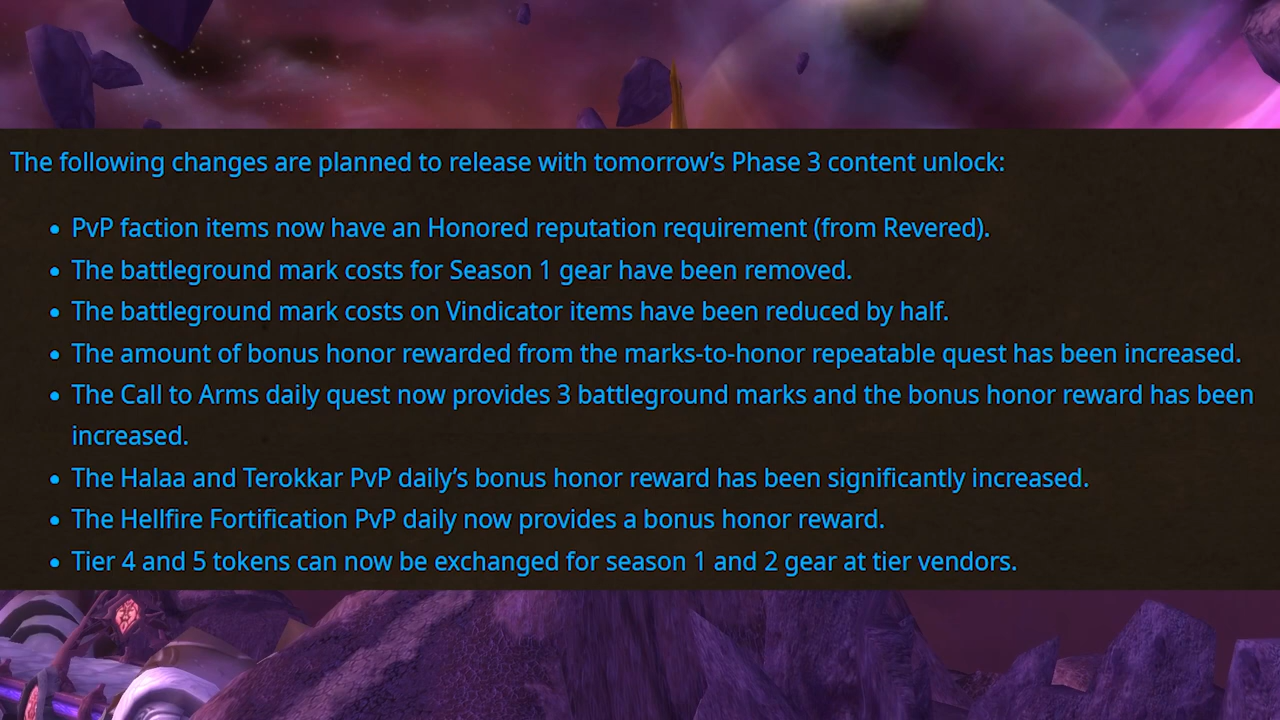 The following changes are planned to release with tomorrow’s Phase 3 content unlock:
• PvP faction items now have an Honored reputation requirement (from Revered).
• The battleground mark costs for Season 1 gear have been removed.
• The battleground mark costs on Vindicator items have been reduced by half.
• The amount of bonus honor rewarded from the marks-to-honor repeatable quest has been increased.
• The Call to Arms daily quest now provides 3 battleground marks and the bonus honor reward has been
increased.
• The Halaa and Terokkar PvP daily’s bonus honor reward has been significantly increased.
• The Hellfire Fortification PvP daily now provides a bonus honor reward.
• Tier 4 and 5 tokens can now be exchanged for season 1 and 2 gear at tier vendors.